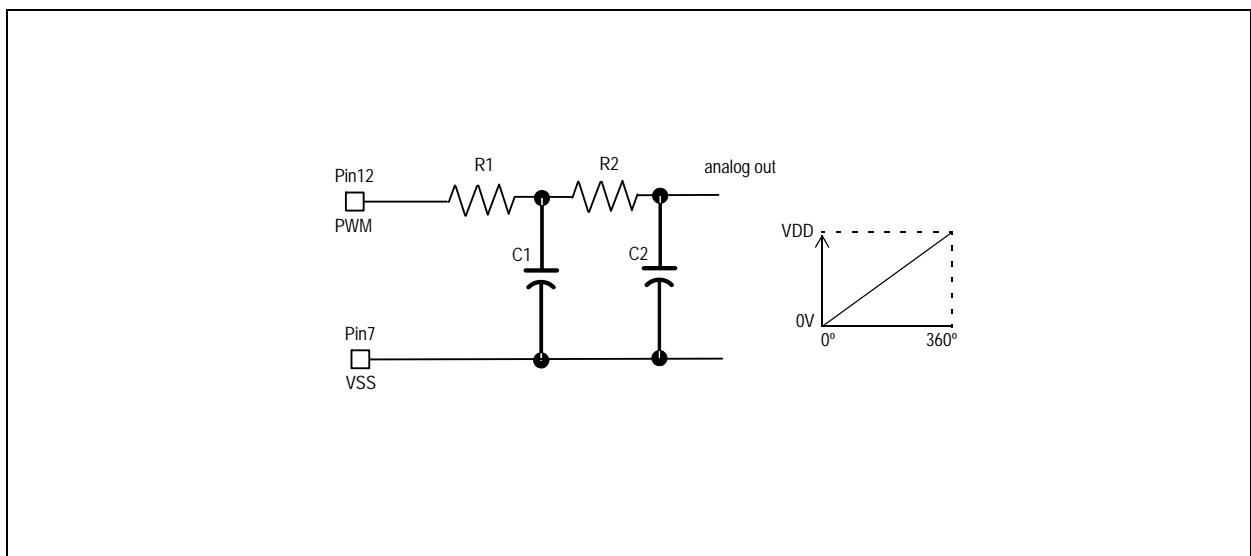 R1
R2
analog out
Pin12
PWM
C1
C2
VDD
0V
0º
360º
Pin7
VSS